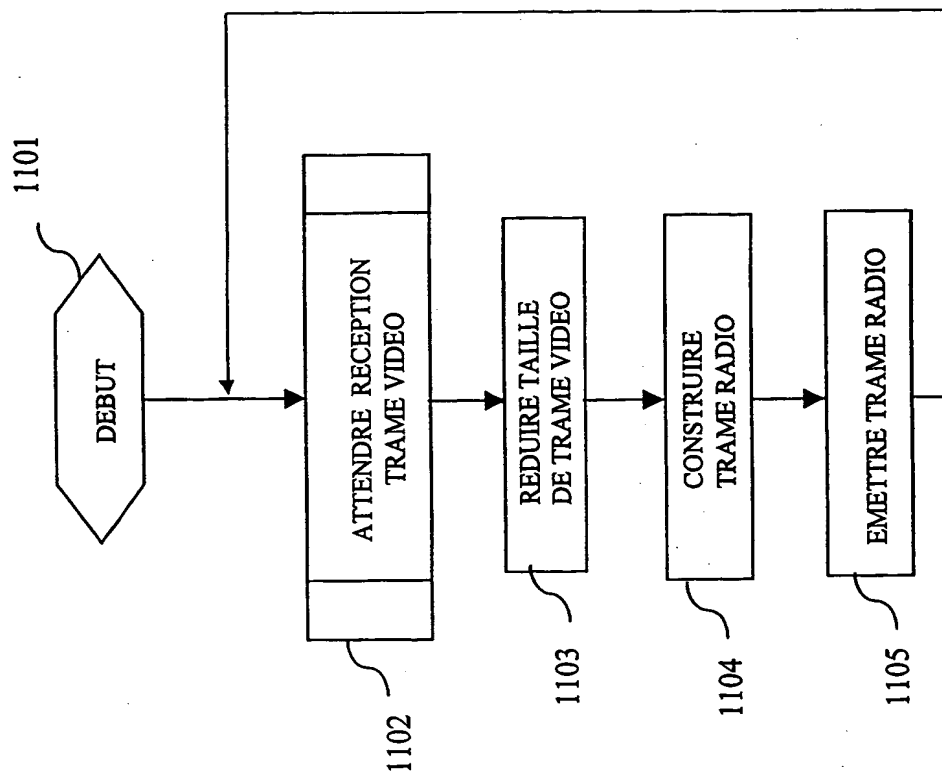 1101
DEBUT
ATTENDRE RECEPTION
TRAME VIDEO
1102
REDUIRE TAILLE
DE TRAME VIDEO
1103
CONSTRUIRE
TRAME RADIO
1104
EMETTRE TRAME RADIO
1105